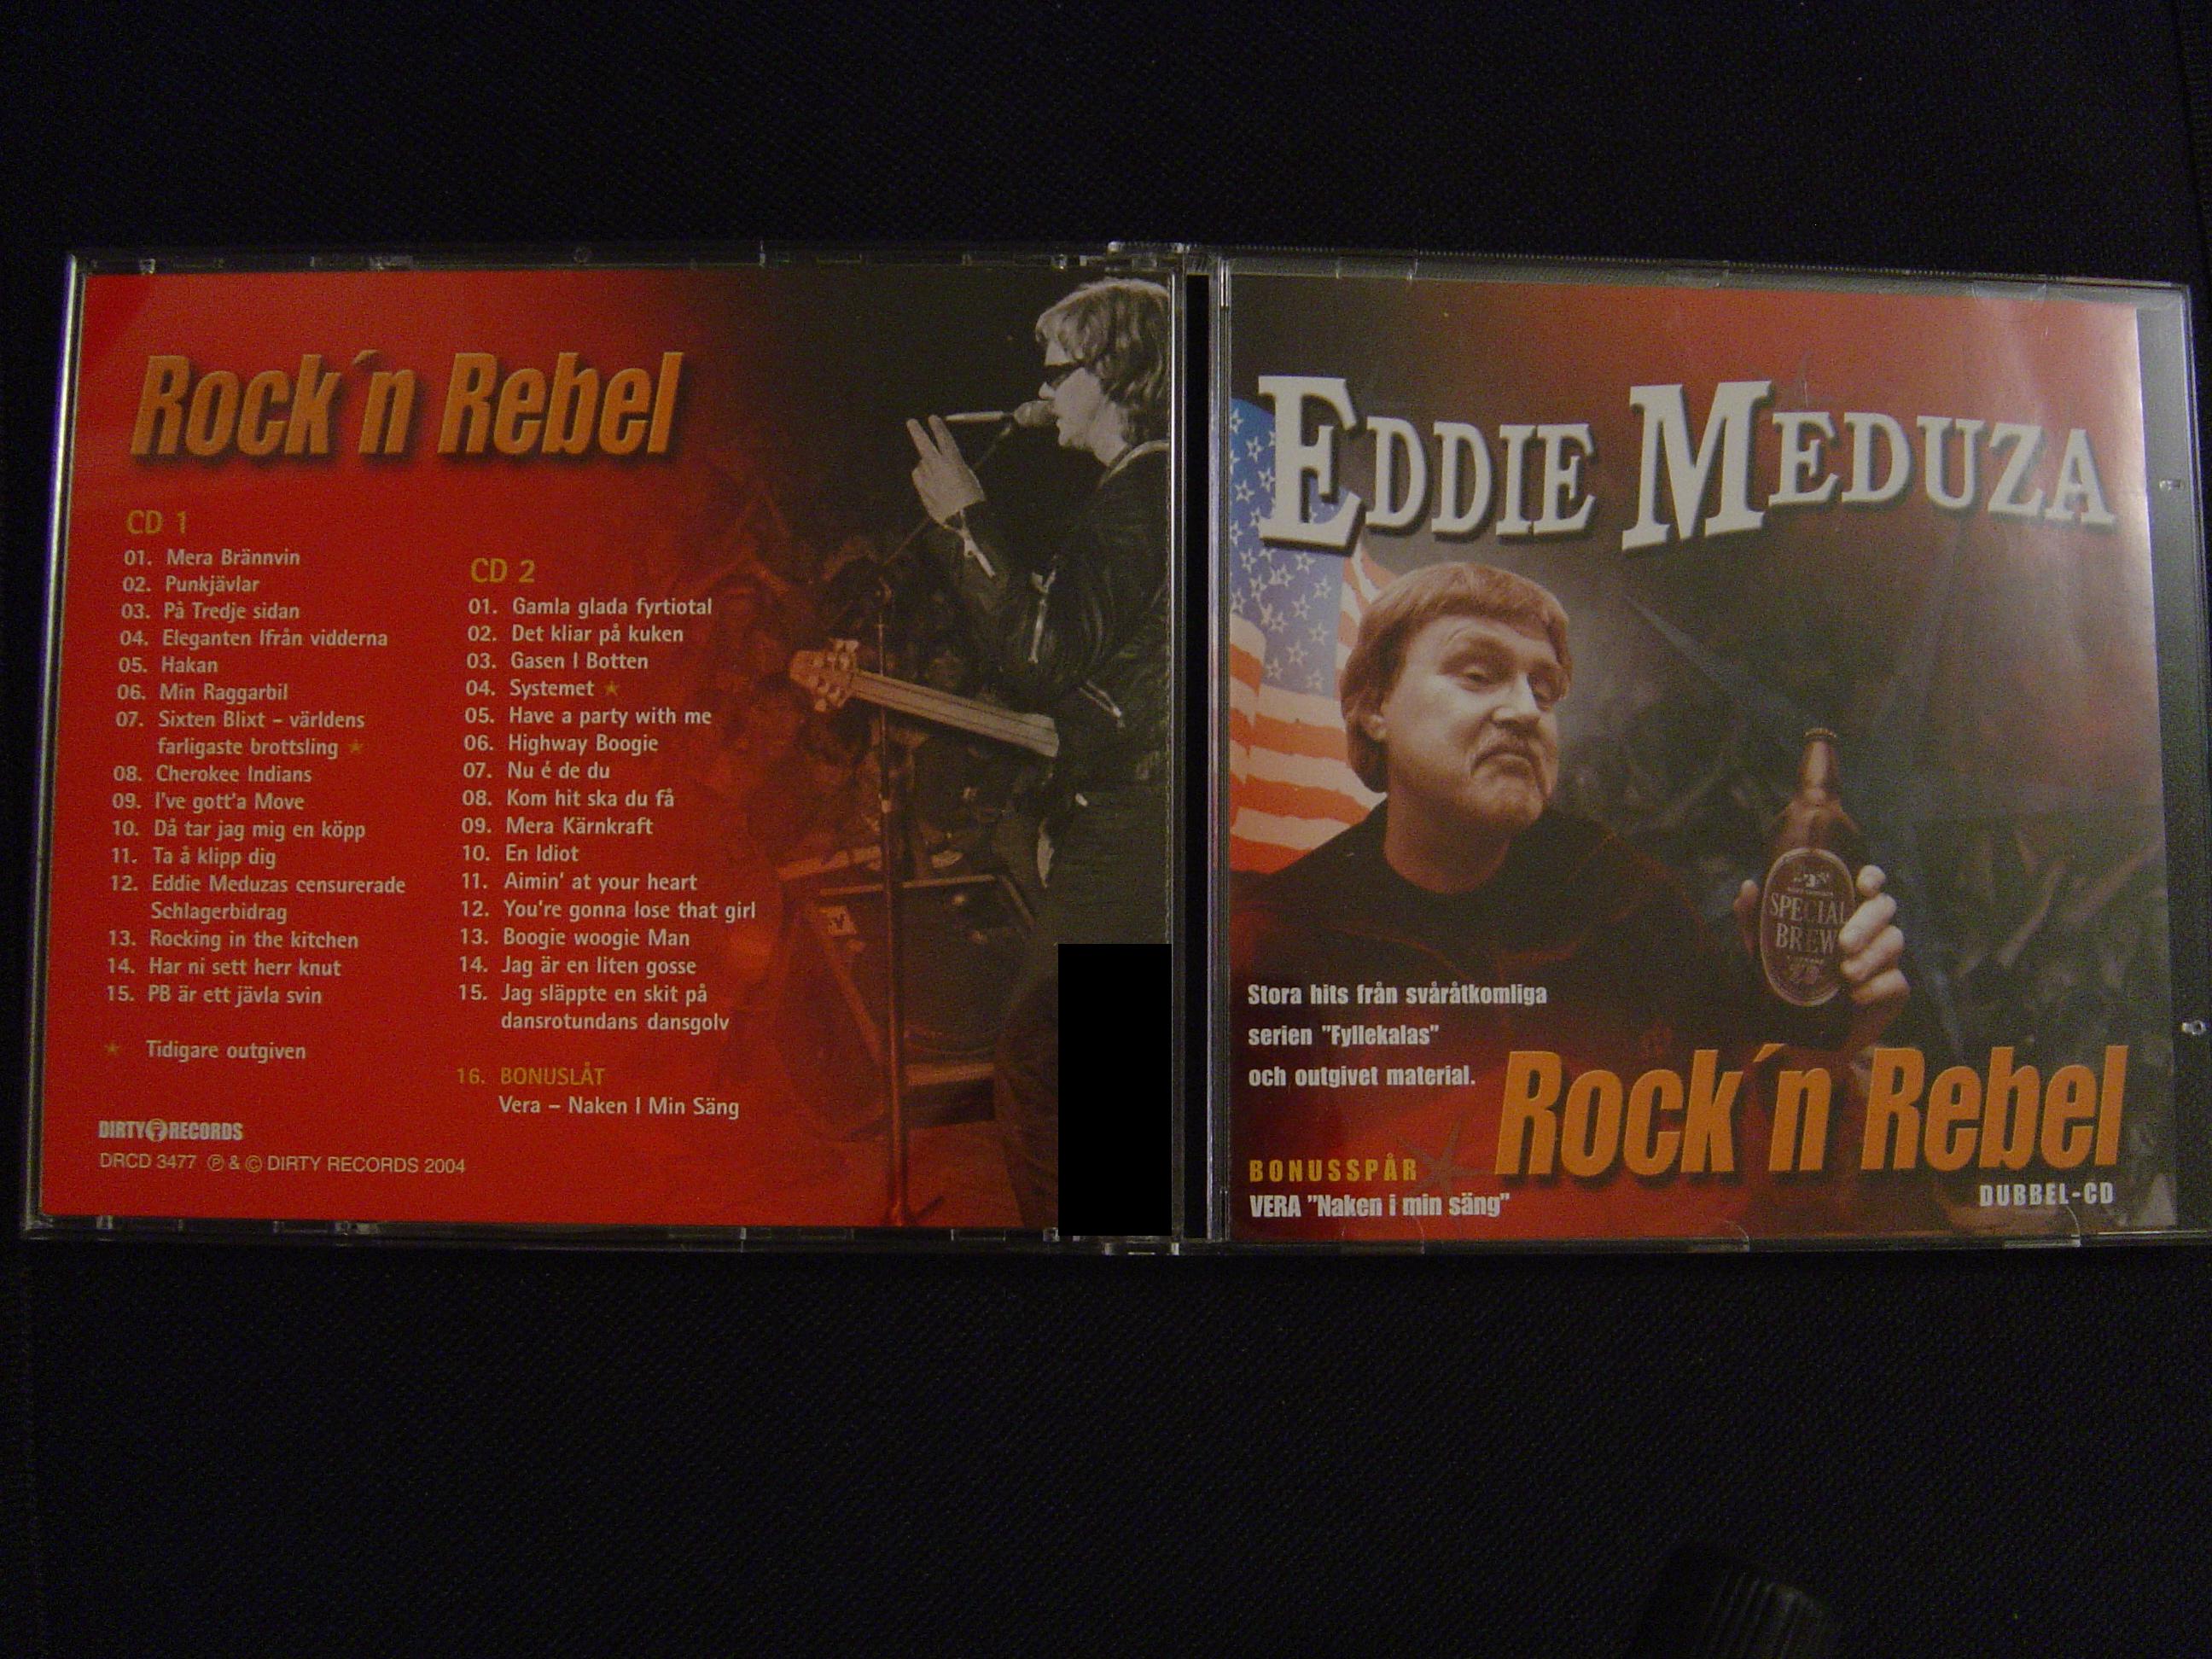 Rock´n Rebel
CD 1
01. Mera Brännvin
02. Punkjävlar
03. På Tredje sidan
04. Eleganten Ifrån vidderna
05. Hakan
06. Min Raggarbil
07. Sixten Blixt – världens
farligaste brottsling ★
08. Cherokee Indians
09. I've gott'a Move
10. Då tar jag mig en köpp
11. Ta å klipp dig
12. Eddie Meduzas censurerade
Schlagerbidrag
13. Rocking in the kitchen
14. Har ni sett herr knut
15. PB är ett jävla svin
★ Tidigare outgiven
DIRTY RECORDS
DRCD 3477 ℗ & © DIRTY RECORDS 2004
CD 2
01. Gamla glada fyrtiotal
02. Det kliar på kuken
03. Gasen I Botten
04. Systemet ★
05. Have a party with me
06. Highway Boogie
07. Nu é de du
08. Kom hit ska du få
09. Mera Kärnkraft
10. En Idiot
11. Aimin' at your heart
12. You're gonna lose that girl
13. Boogie woogie Man
14. Jag är en liten gosse
15. Jag släppte en skit på
dansrotundans dansgolv
16. BONUSLÅT
Vera – Naken I Min Säng
EDDIE MEDUZA
SPECIAL
BREW
Stora hits från svåråtkomliga
serien "Fyllekalas"
och outgivet material.
Rock´n Rebel
BONUSSPÅR
VERA "Naken i min säng"
DUBBEL-CD